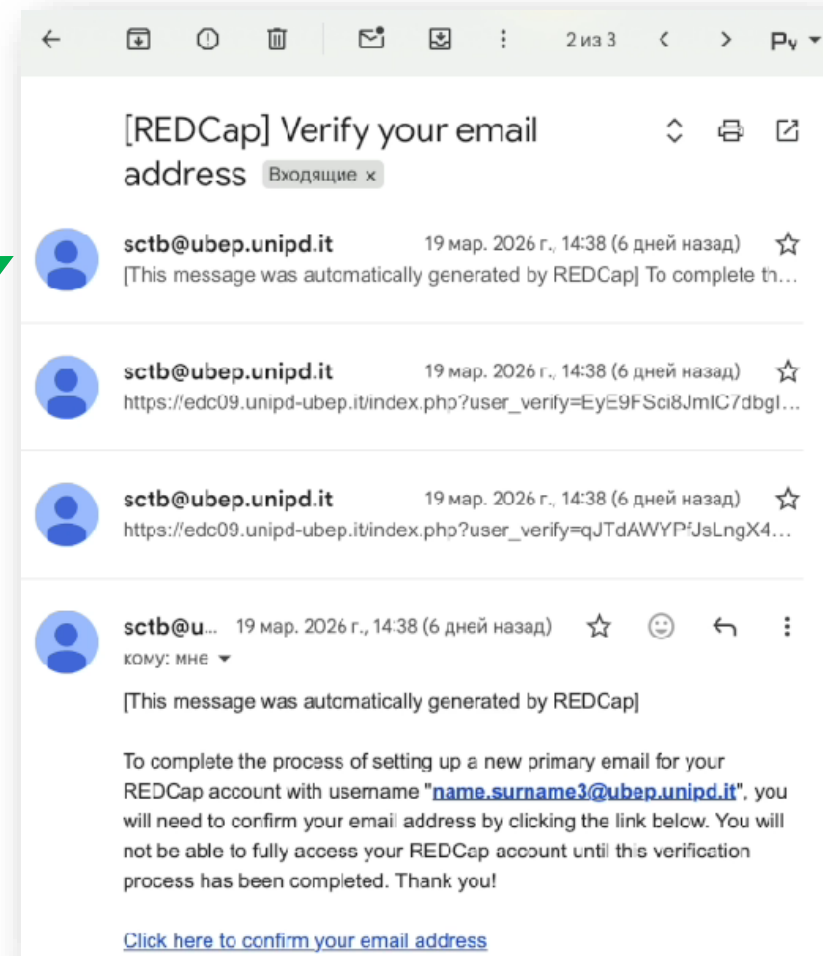 2 из 3
Ру
[REDCap] Verify your email
address Входящие x
sctb@ubep.unipd.it 19 мар. 2026 г., 14:38 (6 дней назад)
[This message was automatically generated by REDCap] To complete th...
sctb@ubep.unipd.it 19 мар. 2026 г., 14:38 (6 дней назад)
https://edc09.unipd-ubep.it/index.php?user_verify=EyE9FSci8JmIC7dbgI...
sctb@ubep.unipd.it 19 мар. 2026 г., 14:38 (6 дней назад)
https://edc09.unipd-ubep.it/index.php?user_verify=qJTdAWYPfJsLngX4...
sctb@u... 19 мар. 2026 г., 14:38 (6 дней назад)
кому: мне
[This message was automatically generated by REDCap]
To complete the process of setting up a new primary email for your
REDCap account with username "name.surname3@ubep.unipd.it", you
will need to confirm your email address by clicking the link below. You will
not be able to fully access your REDCap account until this verification
process has been completed. Thank you!
Click here to confirm your email address